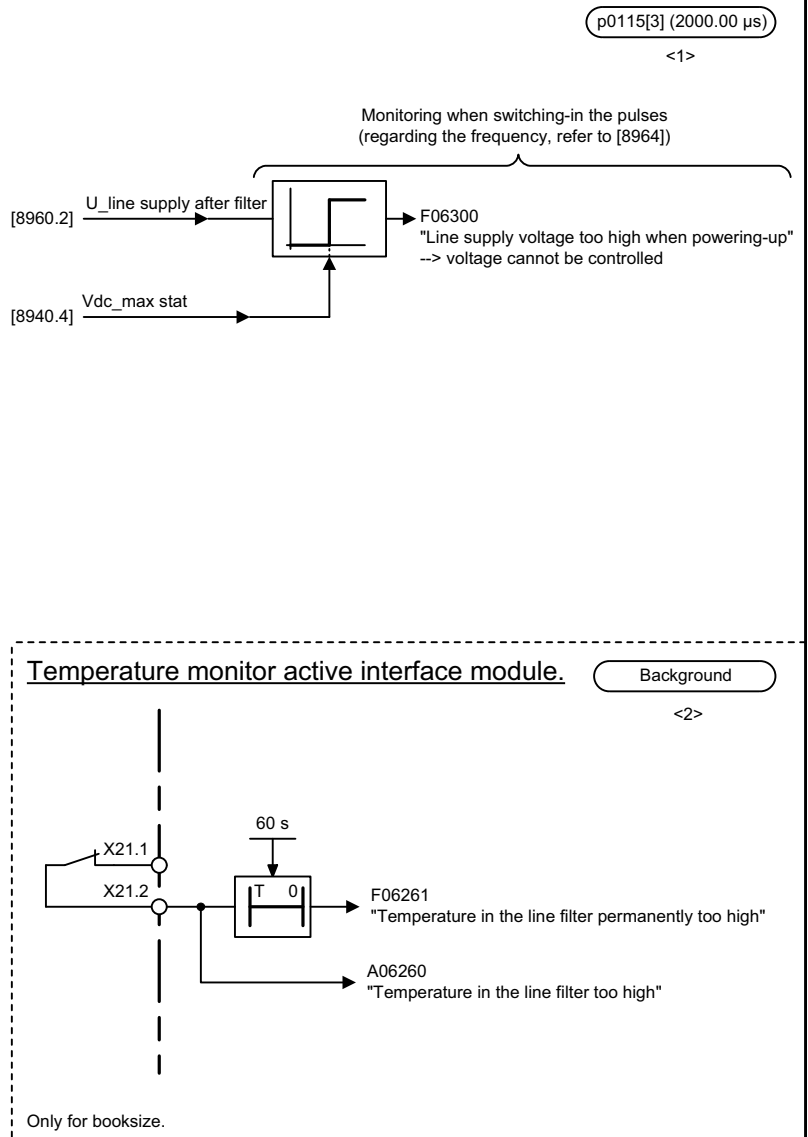 p0115[3] (2000.00 µs)
<1>
Monitoring when switching-in the pulses
(regarding the frequency, refer to [8964])
[8960.2]
U_line supply after filter
F06300
"Line supply voltage too high when powering-up"
--> voltage cannot be controlled
[8940.4]
Vdc_max stat
Temperature monitor active interface module.
Background
<2>
60 s
X21.1
X21.2
T 0
F06261
"Temperature in the line filter permanently too high"
A06260
"Temperature in the line filter too high"
Only for booksize.